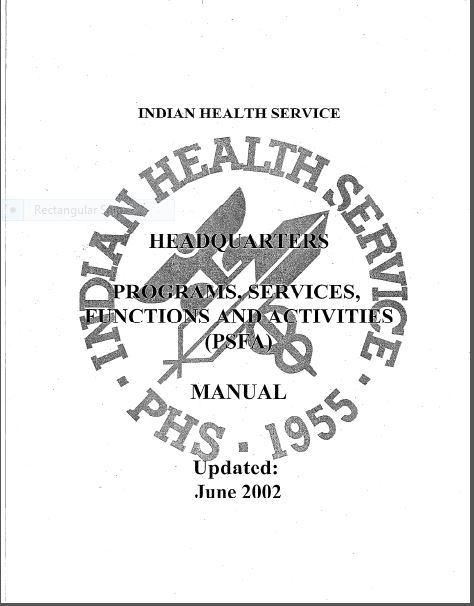 INDIAN HEALTH SERVICE
INDIAN HEALTH SERVICE
Rectangular S
HEADQUARTERS
PROGRAMS, SERVICES,
FUNCTIONS AND ACTIVITIES
(PSFA)
MANUAL
· PHS · 1955 ·
Updated:
June 2002